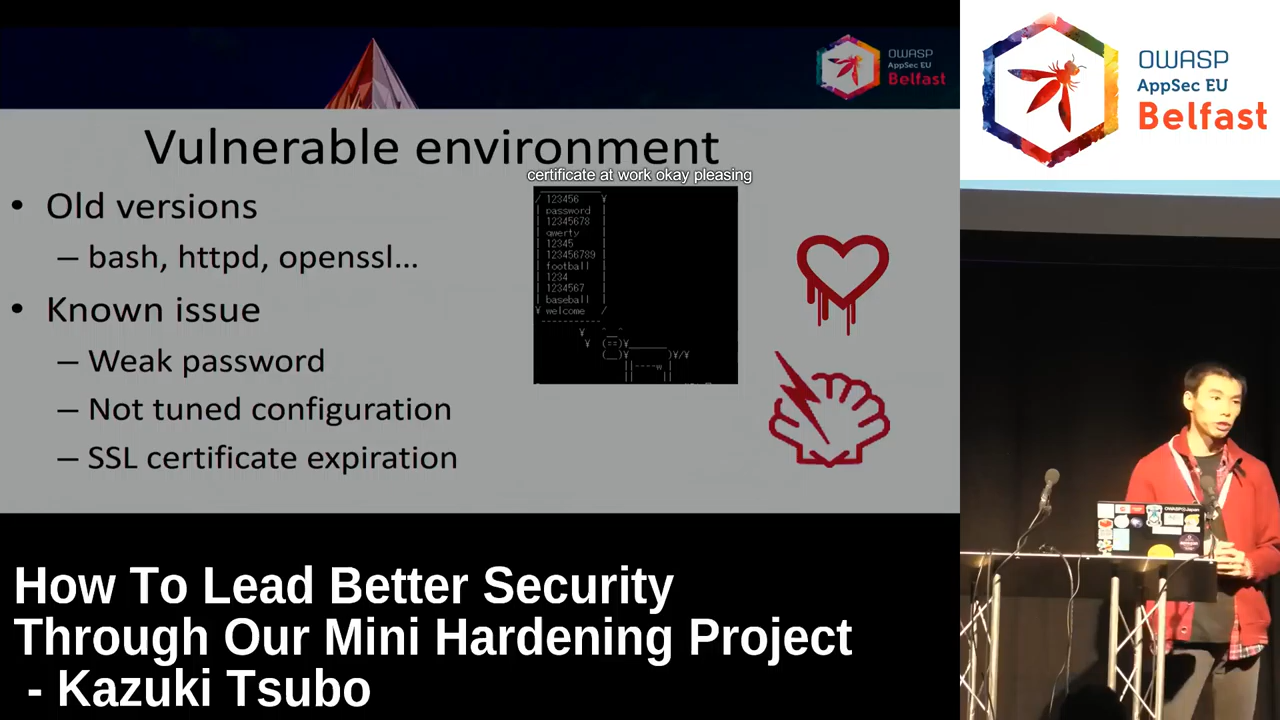 OWASP
AppSec EU
Belfast
OWASP
AppSec EU
Belfast
Vulnerable environment
certificate at work okay pleasing
• Old versions
– bash, httpd, openssl...
• Known issue
– Weak password
– Not tuned configuration
– SSL certificate expiration
/ 123456 ¥
| password |
| 12345678 |
| qwerty |
| 12345 |
| 123456789 |
| football |
| 1234 |
| 1234567 |
| baseball |
¥ welcome /
OWASP Japan
How To Lead Better Security
Through Our Mini Hardening Project
- Kazuki Tsubo